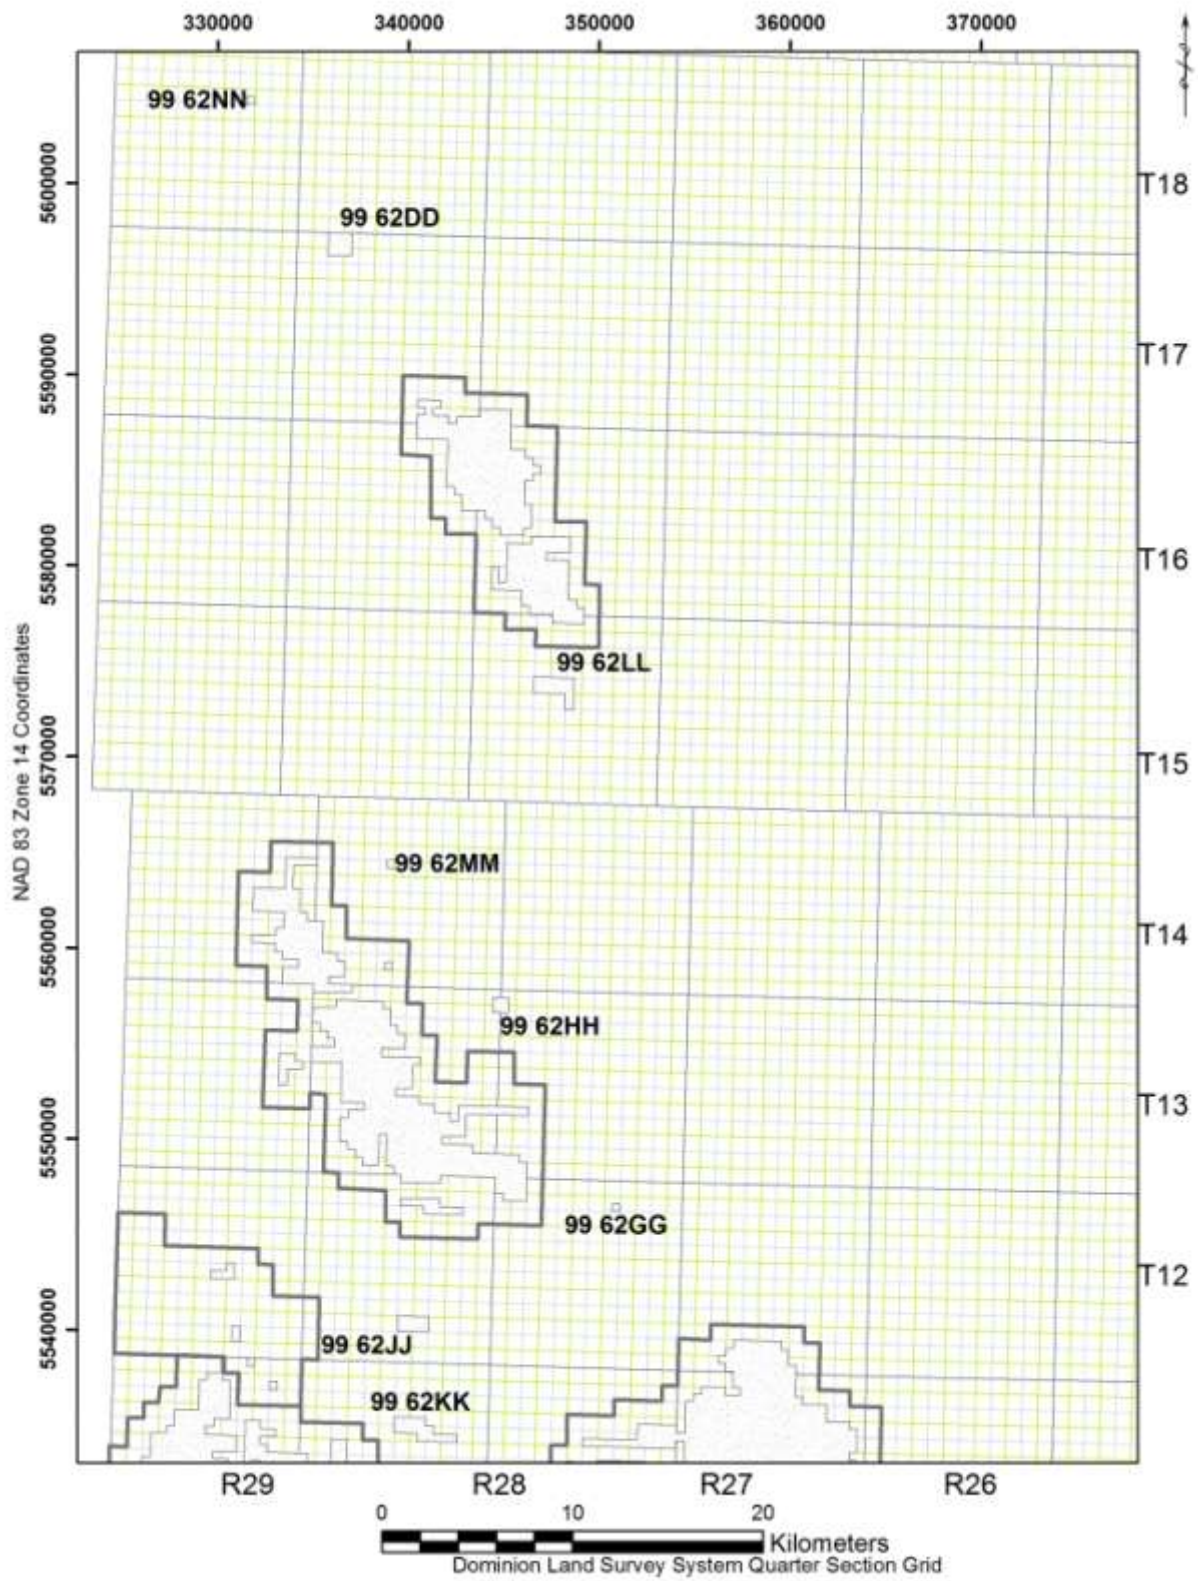 330000 340000 350000 360000 370000
99 62NN
5600000
T18
99 62DD
T17
5590000
T16
5580000
99 62LL
NAD 83 Zone 14 Coordinates
5570000
T15
99 62MM
T14
5560000
99 62HH
T13
5550000
99 62GG
T12
5540000
99 62JJ
99 62KK
R29 R28 R27 R26
0 10 20
Kilometers
Dominion Land Survey System Quarter Section Grid